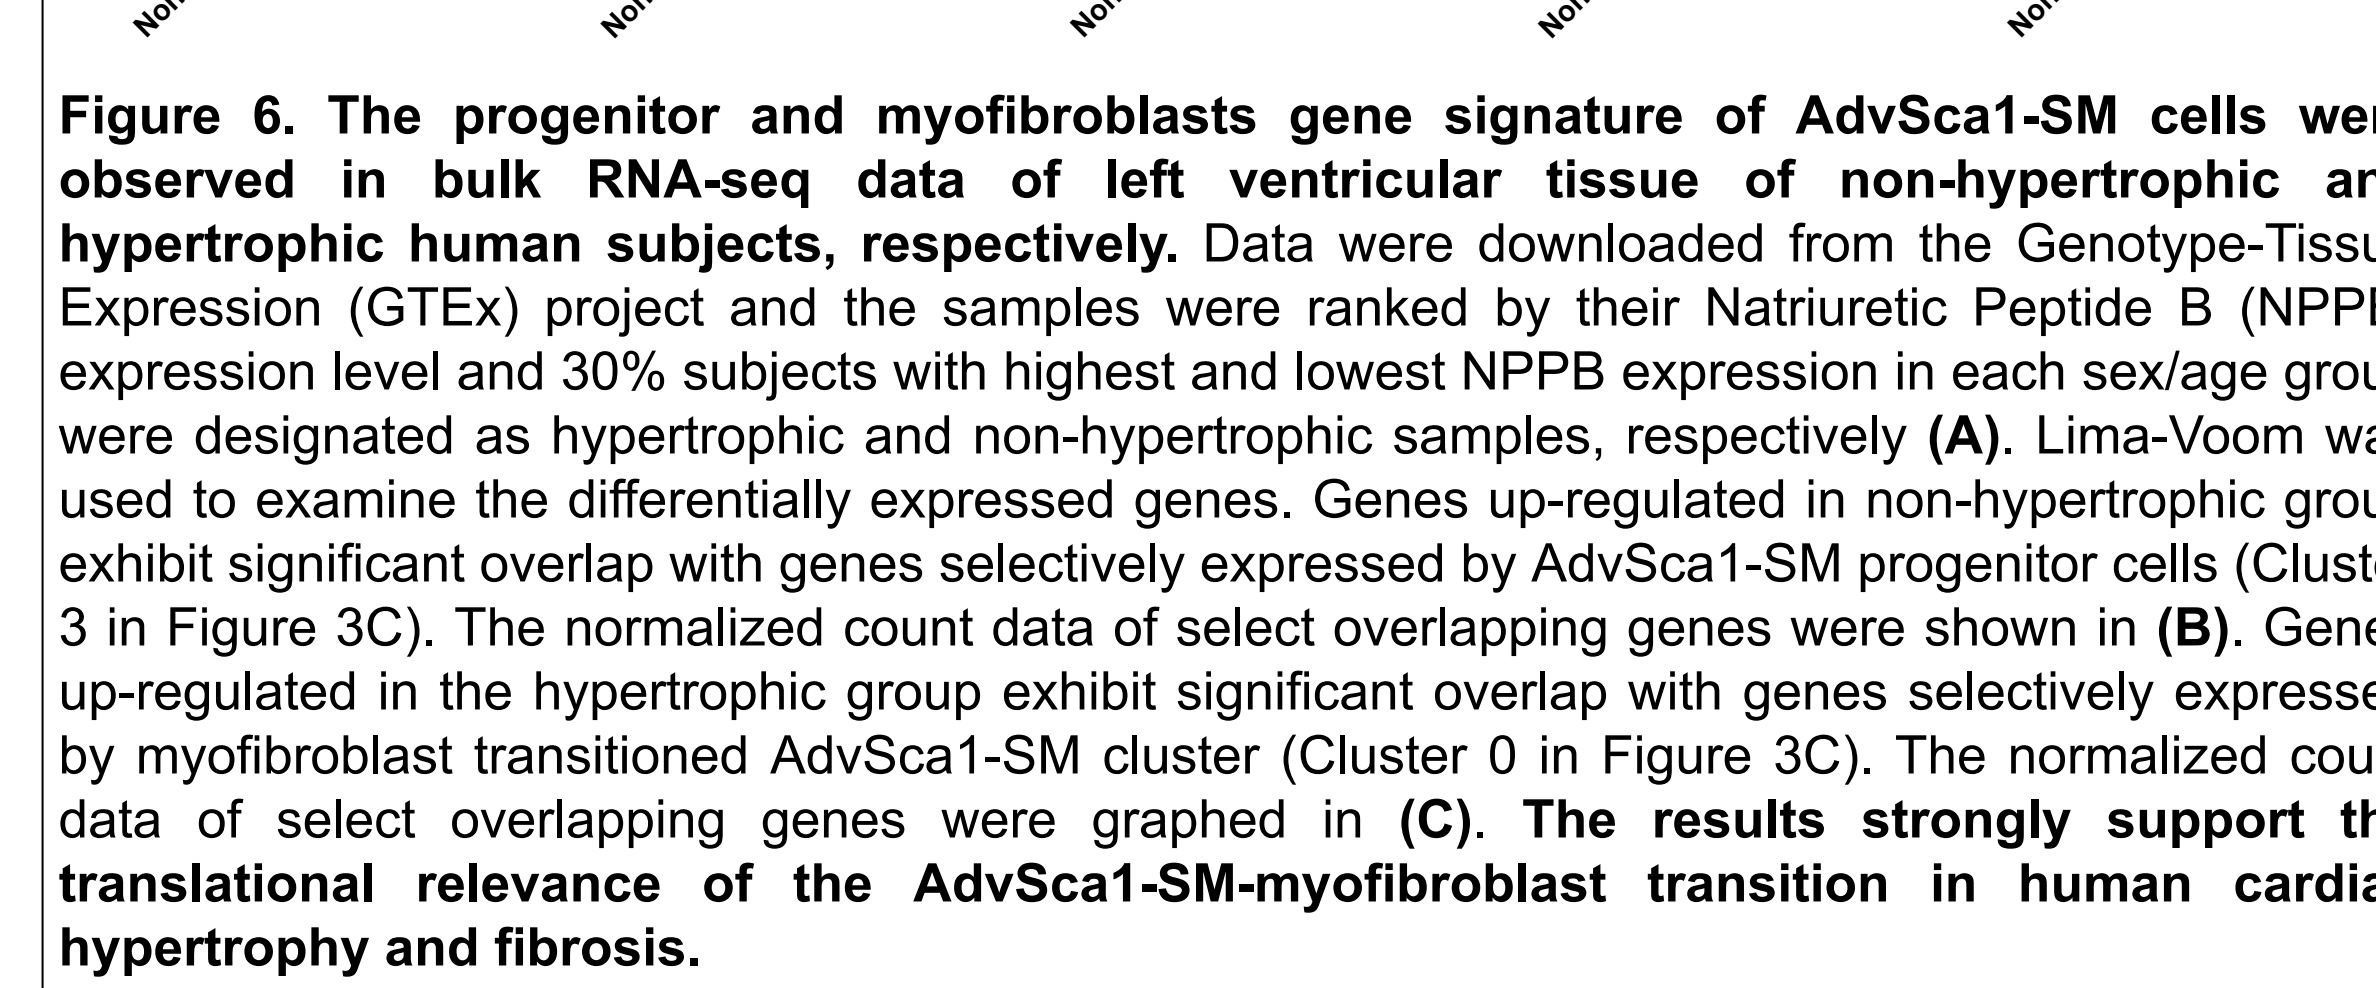 Non
Non
Non
Non
Non
Figure 6. The progenitor and myofibroblasts gene signature of AdvSca1-SM cells wer
observed in bulk RNA-seq data of left ventricular tissue of non-hypertrophic an
hypertrophic human subjects, respectively. Data were downloaded from the Genotype-Tissu
Expression (GTEx) project and the samples were ranked by their Natriuretic Peptide B (NPPB
expression level and 30% subjects with highest and lowest NPPB expression in each sex/age grou
were designated as hypertrophic and non-hypertrophic samples, respectively (A). Lima-Voom wa
used to examine the differentially expressed genes. Genes up-regulated in non-hypertrophic grou
exhibit significant overlap with genes selectively expressed by AdvSca1-SM progenitor cells (Cluste
3 in Figure 3C). The normalized count data of select overlapping genes were shown in (B). Gene
up-regulated in the hypertrophic group exhibit significant overlap with genes selectively expresse
by myofibroblast transitioned AdvSca1-SM cluster (Cluster 0 in Figure 3C). The normalized cou
data of select overlapping genes were graphed in (C). The results strongly support th
translational relevance of the AdvSca1-SM-myofibroblast transition in human cardia
hypertrophy and fibrosis.